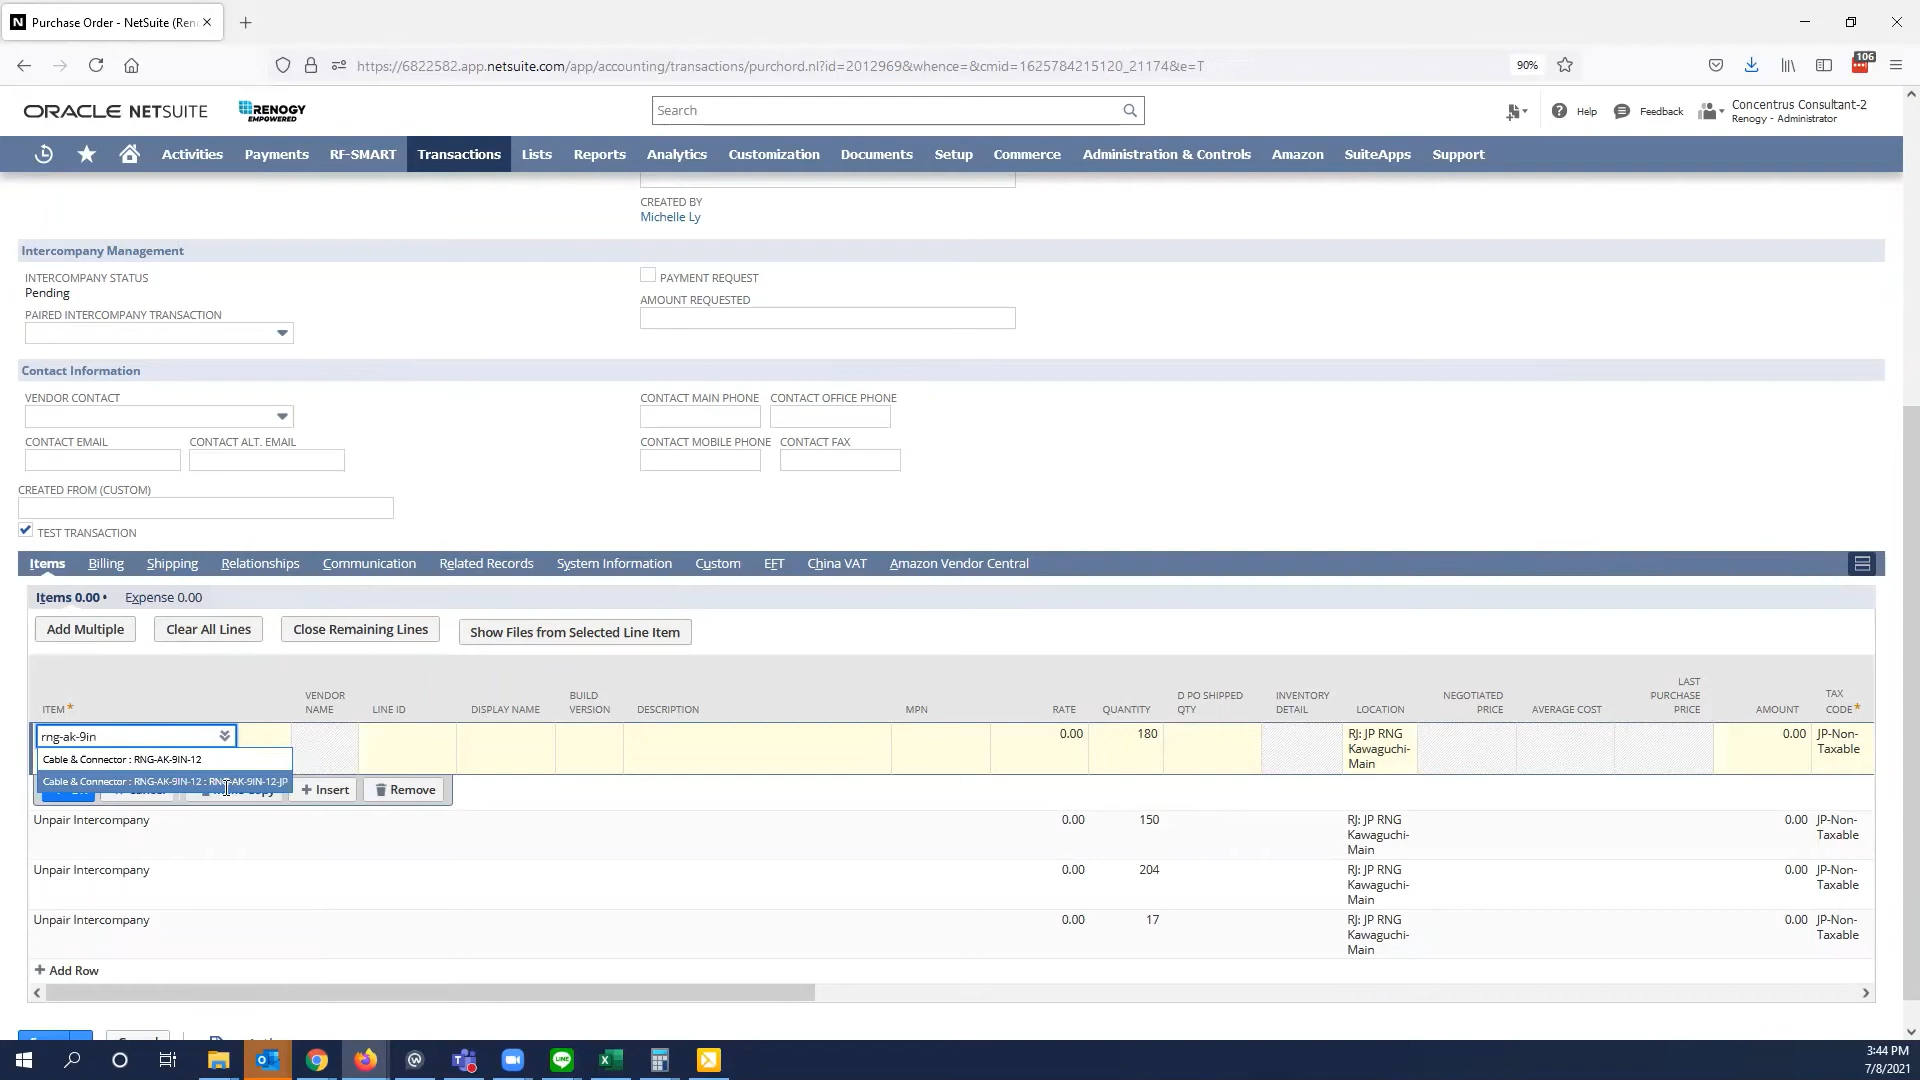 Purchase Order - NetSuite (Ren
https://6822582.app.netsuite.com/app/accounting/transactions/purchord.nl?id=2012969&whence=&cmid=1625784215120_21174&e=T
90%
106
ORACLE NETSUITE
RENOGY
EMPOWERED
Search
Help
Feedback
Concentrus Consultant-2
Renogy - Administrator
Activities Payments RF-SMART Transactions Lists Reports Analytics Customization Documents Setup Commerce Administration & Controls Amazon SuiteApps Support
CREATED BY
Michelle Ly
Intercompany Management
INTERCOMPANY STATUS
Pending
PAIRED INTERCOMPANY TRANSACTION
PAYMENT REQUEST
AMOUNT REQUESTED
Contact Information
VENDOR CONTACT
CONTACT EMAIL CONTACT ALT. EMAIL
CONTACT MAIN PHONE CONTACT OFFICE PHONE
CONTACT MOBILE PHONE CONTACT FAX
CREATED FROM (CUSTOM)
TEST TRANSACTION
Items Billing Shipping Relationships Communication Related Records System Information Custom EFT China VAT Amazon Vendor Central
Items 0.00 • Expense 0.00
Add Multiple Clear All Lines Close Remaining Lines Show Files from Selected Line Item
ITEM * VENDOR NAME LINE ID DISPLAY NAME BUILD VERSION DESCRIPTION MPN RATE QUANTITY D PO SHIPPED QTY INVENTORY DETAIL LOCATION NEGOTIATED PRICE AVERAGE COST LAST PURCHASE PRICE AMOUNT TAX CODE *
rng-ak-9in 0.00 180 RJ: JP RNG Kawaguchi-Main 0.00 JP-Non-Taxable
Cable & Connector : RNG-AK-9IN-12
Cable & Connector : RNG-AK-9IN-12 : RNG-AK-9IN-12-JP
+ Insert Remove
Unpair Intercompany 0.00 150 RJ: JP RNG Kawaguchi-Main 0.00 JP-Non-Taxable
Unpair Intercompany 0.00 204 RJ: JP RNG Kawaguchi-Main 0.00 JP-Non-Taxable
Unpair Intercompany 0.00 17 RJ: JP RNG Kawaguchi-Main 0.00 JP-Non-Taxable
+ Add Row
3:44 PM
7/8/2021